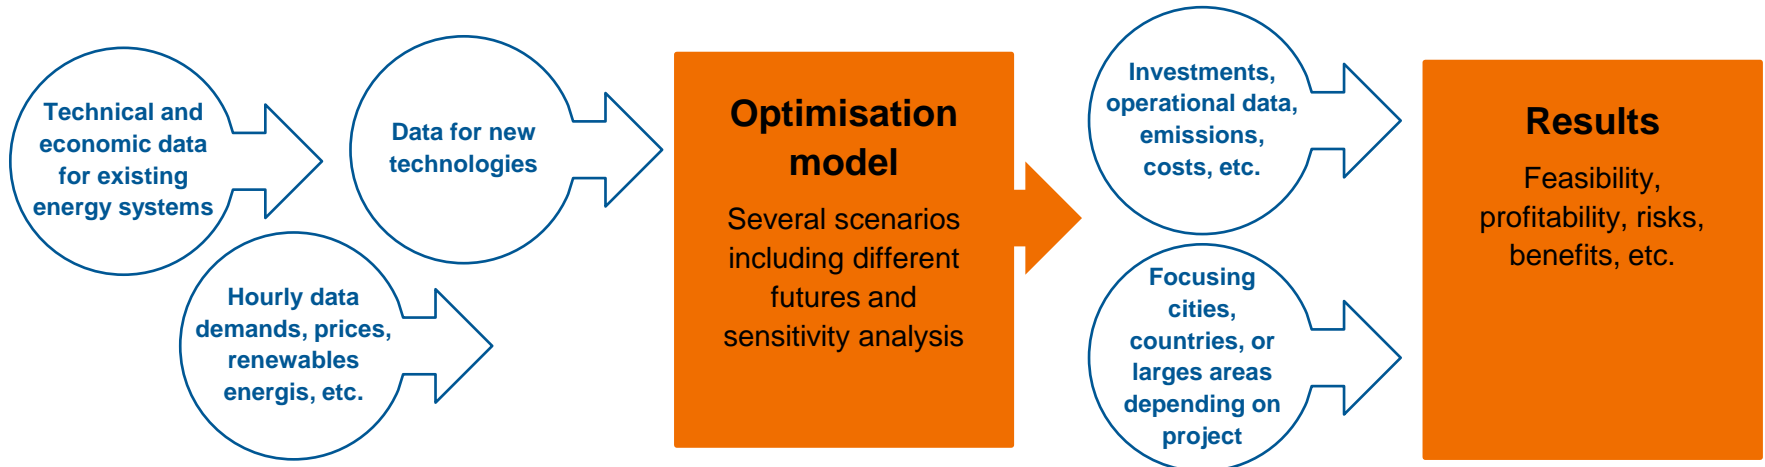 Technical and
economic data
for existing
energy systems
Data for new
technologies
Hourly data
demands, prices,
renewables
energis, etc.
Optimisation
model
Several scenarios
including different
futures and
sensitivity analysis
Investments,
operational data,
emissions,
costs, etc.
Focusing
cities,
countries, or
larges areas
depending on
project
Results
Feasibility,
profitability, risks,
benefits, etc.